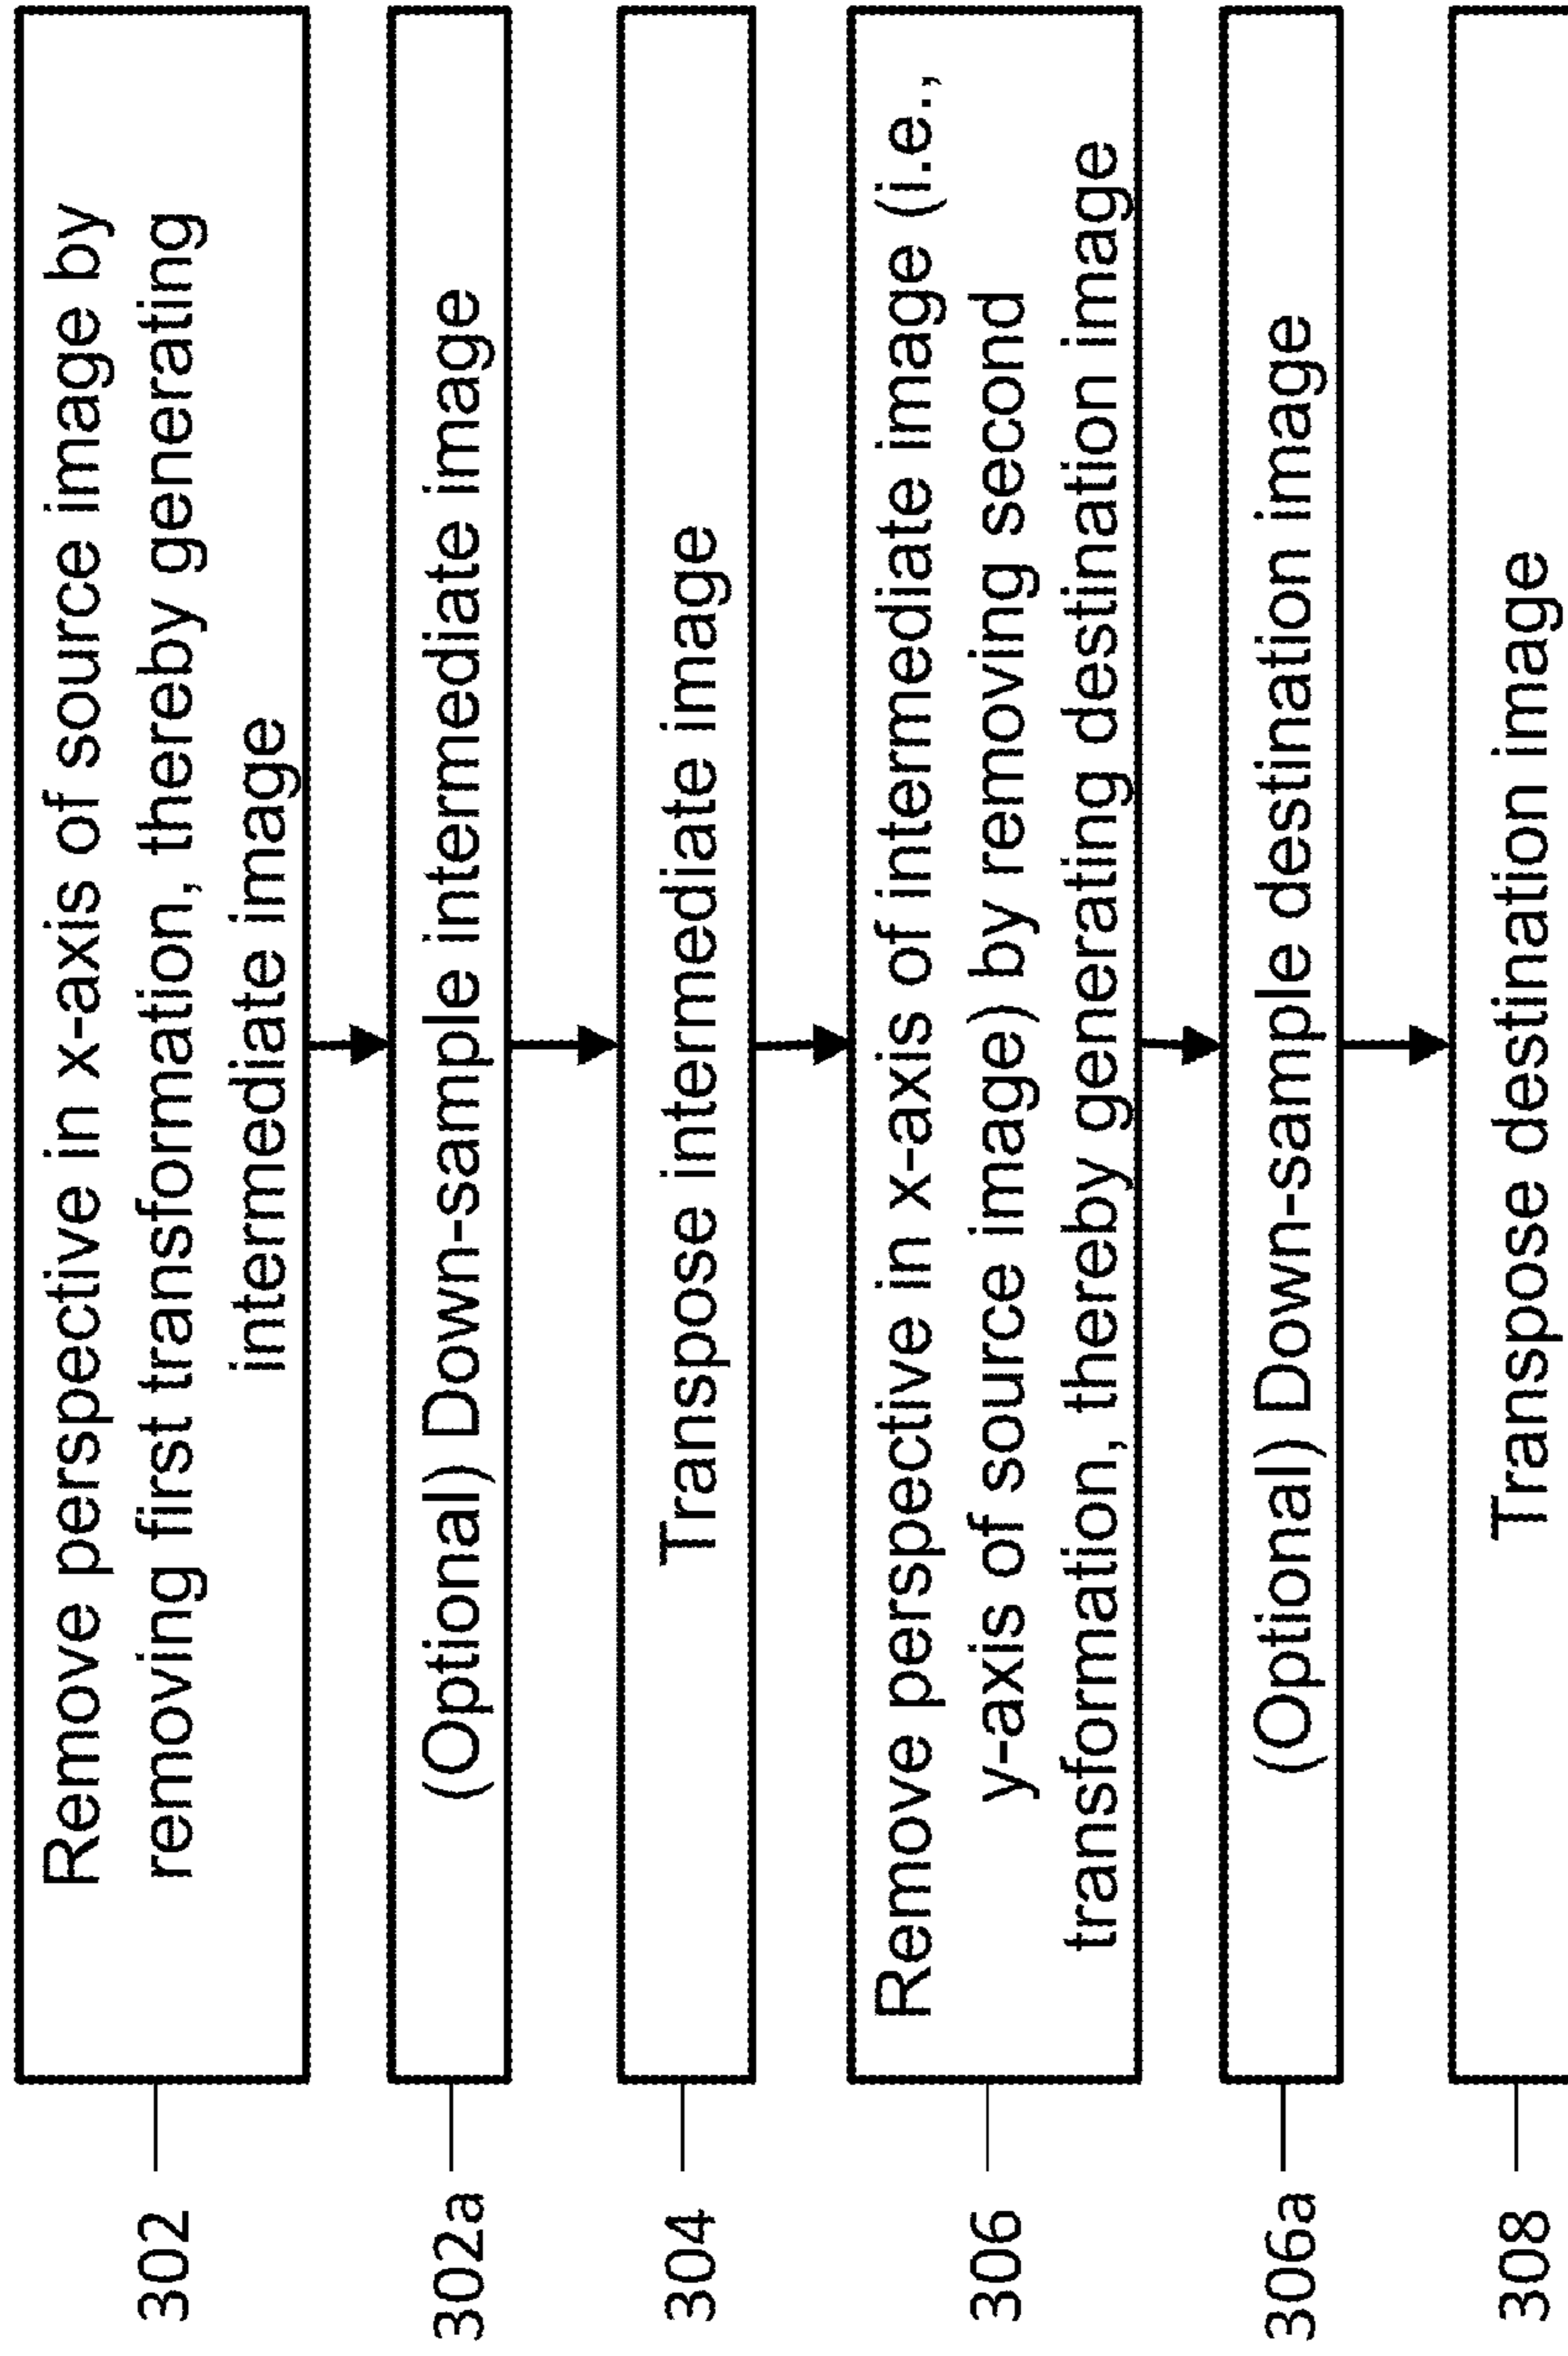 302
Remove perspective in x-axis of source image by
removing first transformation, thereby generating
intermediate image
302a
(Optional) Down-sample intermediate image
304
Transpose intermediate image
306
Remove perspective in x-axis of intermediate image (i.e.,
y-axis of source image) by removing second
transformation, thereby generating destination image
306a
(Optional) Down-sample destination image
308
Transpose destination image